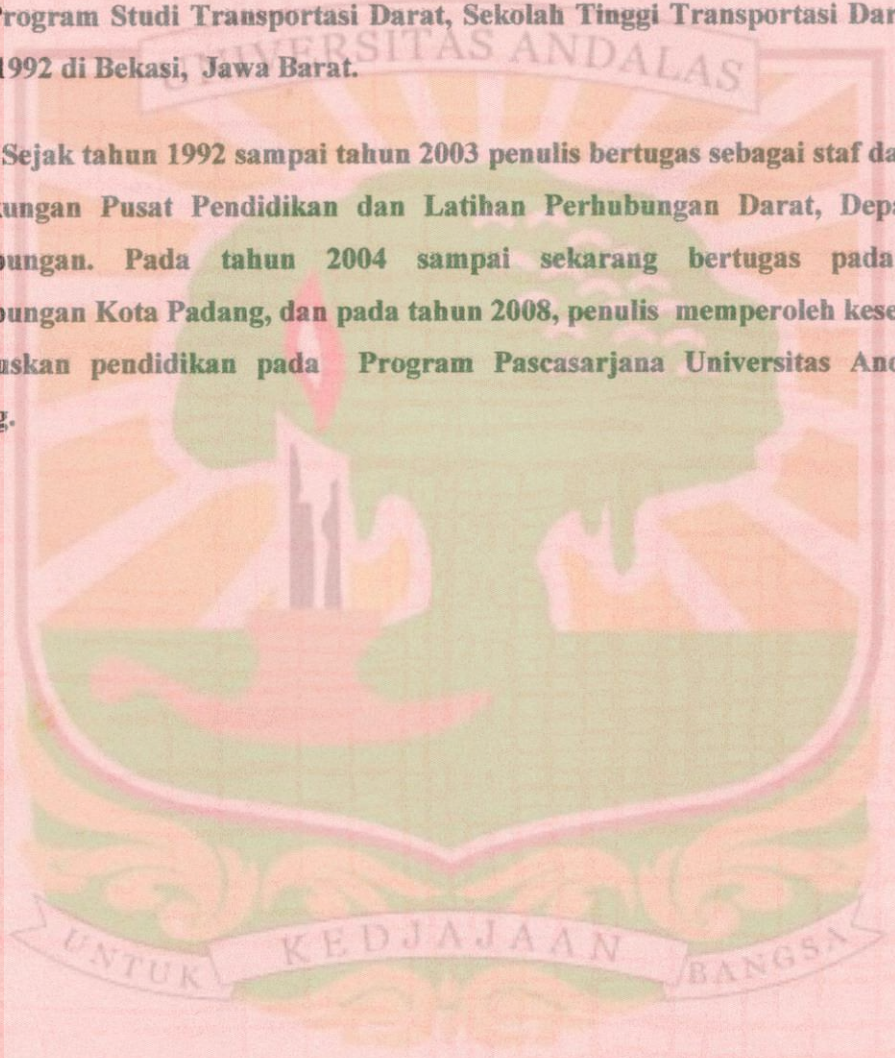 rogram Studi Transportasi Darat, Sekolah Tinggi Transportasi Dar
1992 di Bekasi, Jawa Barat.
Sejak tahun 1992 sampai tahun 2003 penulis bertugas sebagai staf da
ungan Pusat Pendidikan dan Latihan Perhubungan Darat, Depa
bungan. Pada tahun 2004 sampai sekarang bertugas pada
bungan Kota Padang, dan pada tahun 2008, penulis memperoleh kese
uskan pendidikan pada Program Pascasarjana Universitas And
g.
UNIVERSITAS ANDALAS
UNTUK KEDJAJAAN BANGSA